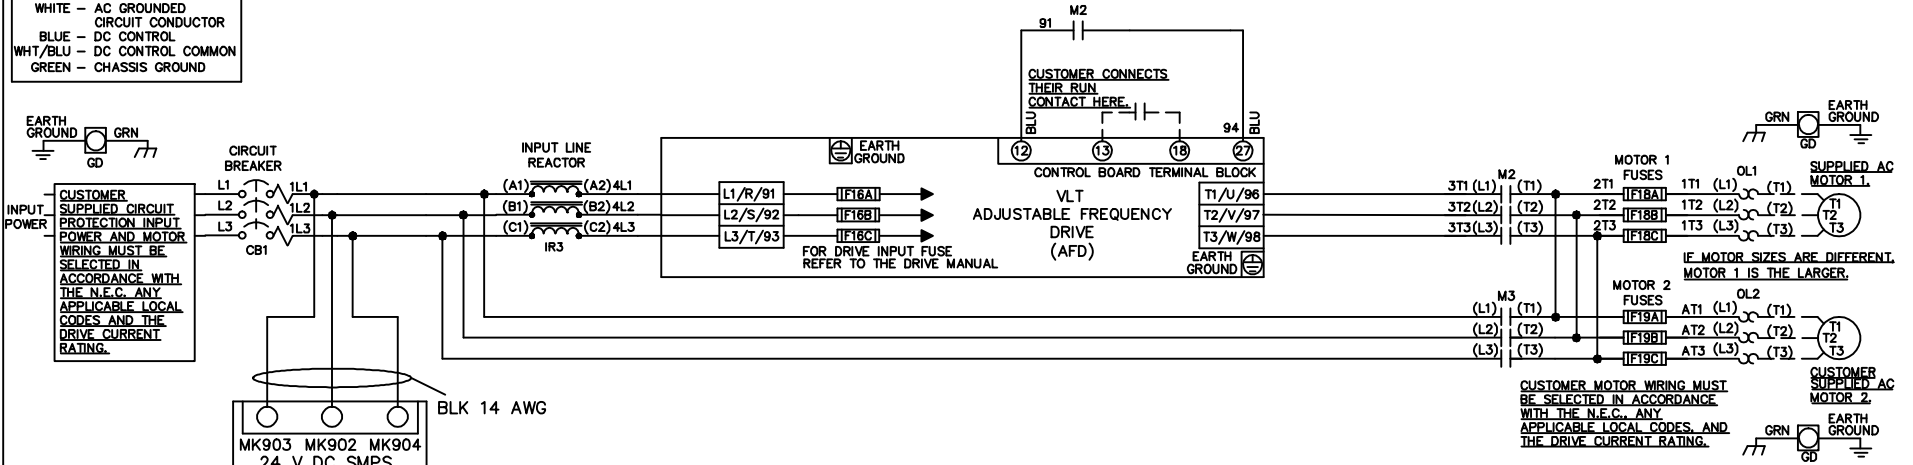 WHITE – AC GROUNDED
CIRCUIT CONDUCTOR
BLUE – DC CONTROL
WHT/BLU – DC CONTROL COMMON
GREEN – CHASSIS GROUND
EARTH
GROUND
GRN
GD
CIRCUIT
BREAKER
INPUT
POWER
CUSTOMER
SUPPLIED CIRCUIT
PROTECTION INPUT
POWER AND MOTOR
WIRING MUST BE
SELECTED IN
ACCORDANCE WITH
THE N.E.C. ANY
APPLICABLE LOCAL
CODES AND THE
DRIVE CURRENT
RATING.
L1 1L1
L2 1L2
L3 1L3
CB1
INPUT LINE
REACTOR
(A1) (A2) 4L1
(B1) (B2) 4L2
(C1) (C2) 4L3
IR3
BLK 14 AWG
MK903 MK902 MK904
24 V DC SMPS
91
M2
CUSTOMER CONNECTS
THEIR RUN
CONTACT HERE.
BLU
94
BLU
12 13 18 27
CONTROL BOARD TERMINAL BLOCK
EARTH
GROUND
L1/R/91
L2/S/92
L3/T/93
F16A
F16B
F16C
FOR DRIVE INPUT FUSE
REFER TO THE DRIVE MANUAL
VLT
ADJUSTABLE FREQUENCY
DRIVE
(AFD)
T1/U/96
T2/V/97
T3/W/98
EARTH
GROUND
M2
3T1 (L1) (T1)
3T2 (L2) (T2)
3T3 (L3) (T3)
MOTOR 1
FUSES
2T1 F18A 1T1 (L1)
2T2 F18B 1T2 (L2)
2T3 F18C 1T3 (L3)
OL1
(T1)
(T2)
(T3)
T1
T2
T3
GRN
EARTH
GROUND
GD
SUPPLIED AC
MOTOR 1.
IF MOTOR SIZES ARE DIFFERENT,
MOTOR 1 IS THE LARGER.
M3
(L1) (T1)
(L2) (T2)
(L3) (T3)
MOTOR 2
FUSES
F19A AT1 (L1)
F19B AT2 (L2)
F19C AT3 (L3)
OL2
(T1)
(T2)
(T3)
T1
T2
T3
CUSTOMER
SUPPLIED AC
MOTOR 2.
CUSTOMER MOTOR WIRING MUST
BE SELECTED IN ACCORDANCE
WITH THE N.E.C., ANY
APPLICABLE LOCAL CODES, AND
THE DRIVE CURRENT RATING.
GRN
EARTH
GROUND
GD